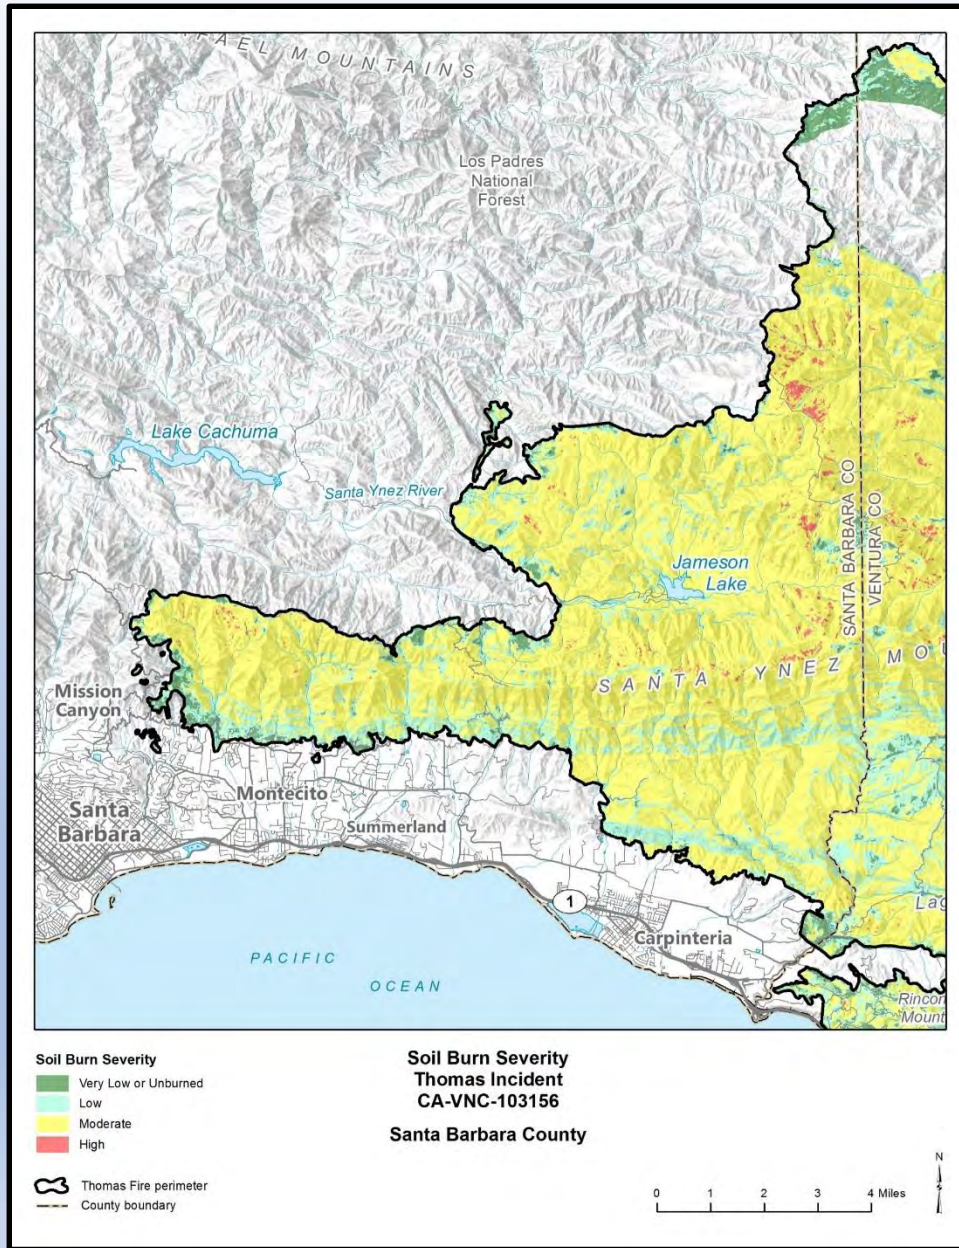 FAEL MOUNTAINS
Los Padres
National
Forest
Lake Cachuma
Santa Ynez River
Jameson
Lake
SANTA BARBARA CO
VENTURA CO
SANTA YNEZ MOU
Mission
Canyon
Santa
Barbara
Montecito
Summerland
1
Carpinteria
Lag
PACIFIC
OCEAN
Rincon
Mount
Soil Burn Severity
Very Low or Unburned
Low
Moderate
High
Thomas Fire perimeter
County boundary
Soil Burn Severity
Thomas Incident
CA-VNC-103156
Santa Barbara County
N
0 1 2 3 4 Miles